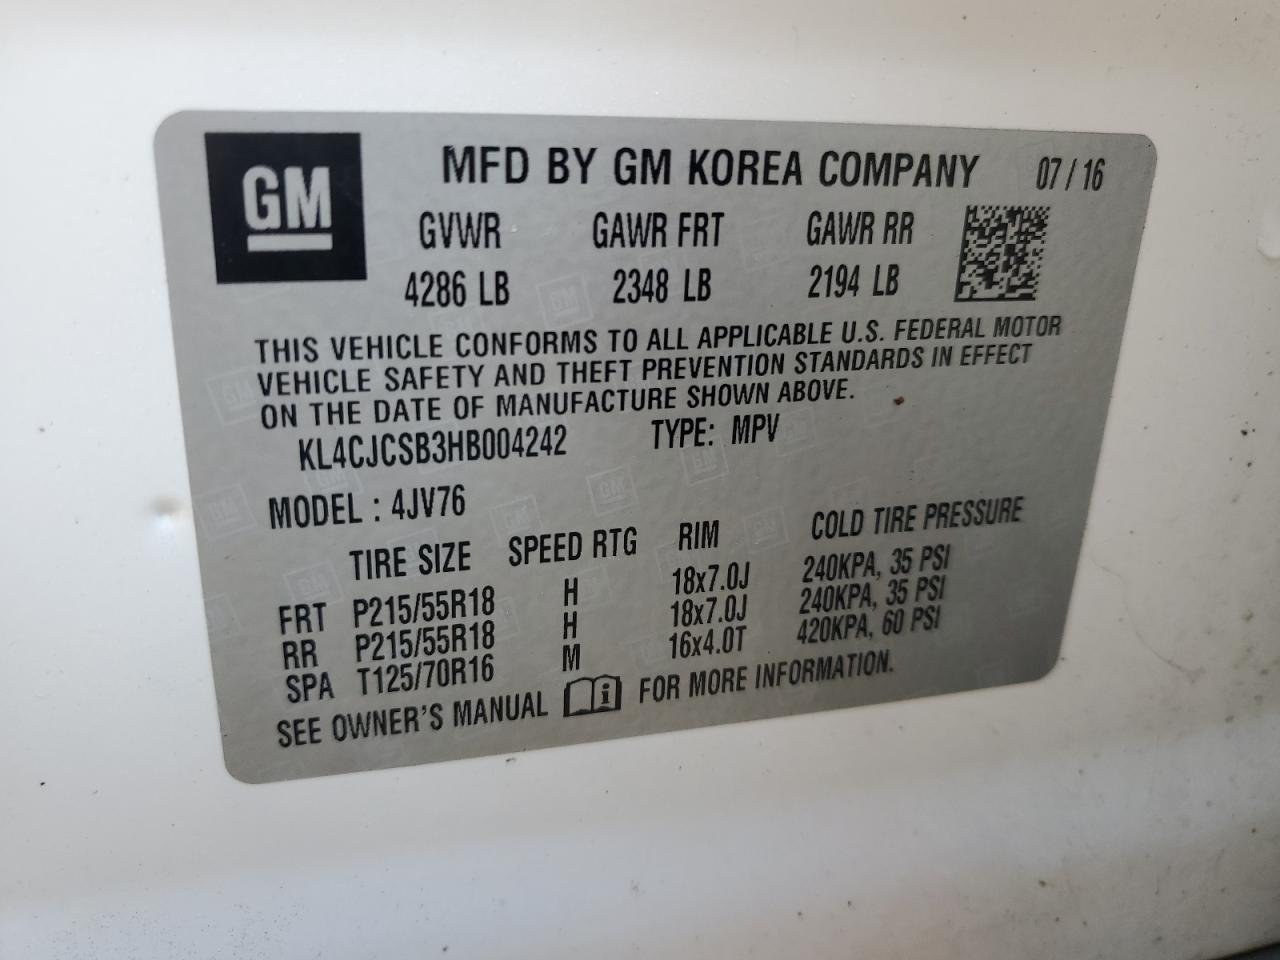 GM
MFD BY GM KOREA COMPANY 07/16
GVWR GAWR FRT GAWR RR
4286 LB 2348 LB 2194 LB
THIS VEHICLE CONFORMS TO ALL APPLICABLE U.S. FEDERAL MOTOR
VEHICLE SAFETY AND THEFT PREVENTION STANDARDS IN EFFECT
ON THE DATE OF MANUFACTURE SHOWN ABOVE.
KL4CJCSB3HB004242 TYPE: MPV
MODEL : 4JV76
TIRE SIZE SPEED RTG RIM COLD TIRE PRESSURE
FRT P215/55R18 H 18x7.0J 240KPA, 35 PSI
RR P215/55R18 H 18x7.0J 240KPA, 35 PSI
SPA T125/70R16 M 16x4.0T 420KPA, 60 PSI
SEE OWNER'S MANUAL i FOR MORE INFORMATION.